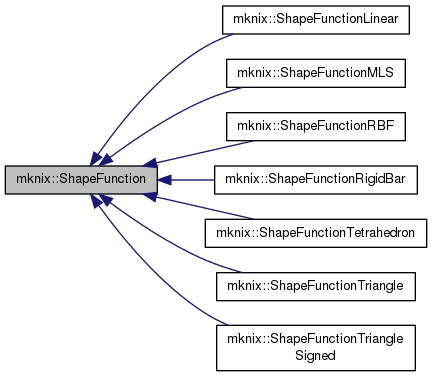 mknix::ShapeFunctionLinear
mknix::ShapeFunctionMLS
mknix::ShapeFunctionRBF
mknix::ShapeFunction
mknix::ShapeFunctionRigidBar
mknix::ShapeFunctionTetrahedron
mknix::ShapeFunctionTriangle
mknix::ShapeFunctionTriangle
Signed